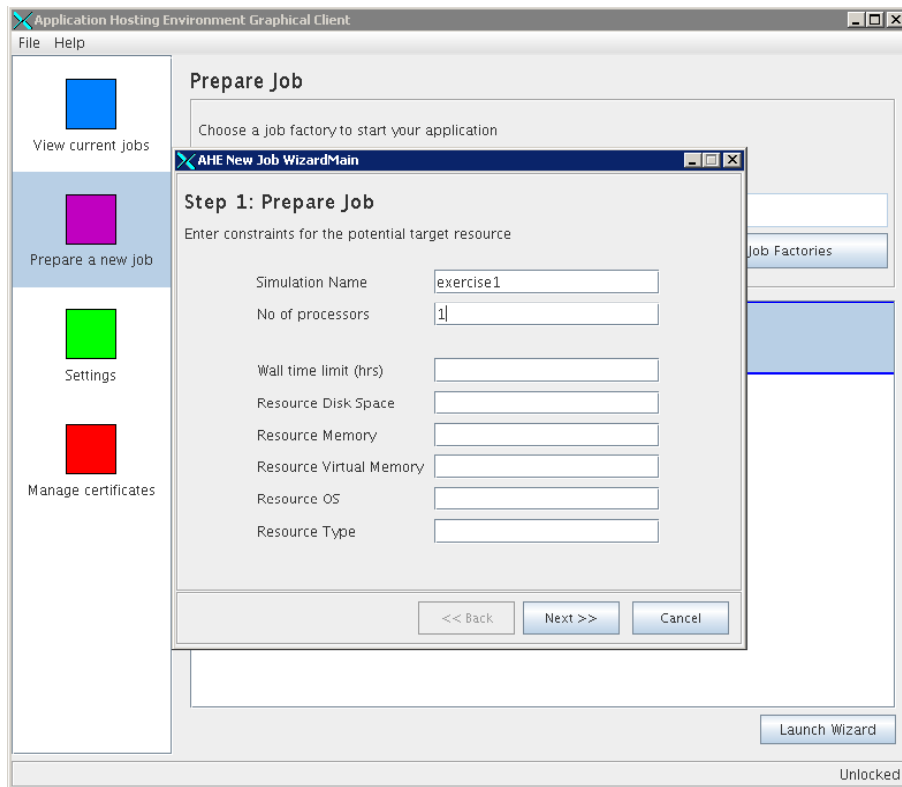 Application Hosting Environment Graphical Client
File Help
View current jobs
Prepare a new job
Settings
Manage certificates
Prepare Job
Choose a job factory to start your application
Job Factories
AHE New Job WizardMain
Step 1: Prepare Job
Enter constraints for the potential target resource
Simulation Name exercise1
No of processors 1
Wall time limit (hrs)
Resource Disk Space
Resource Memory
Resource Virtual Memory
Resource OS
Resource Type
<< Back Next >> Cancel
Launch Wizard
Unlocked